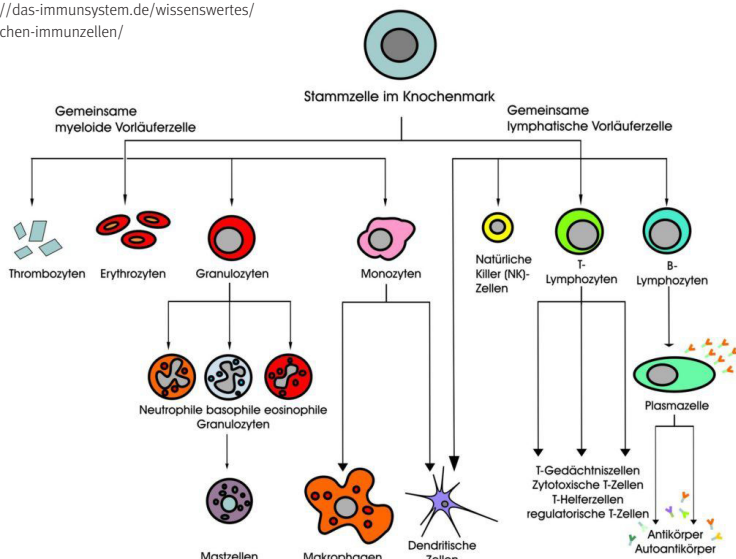 //das-immunsystem.de/wissenswertes/
chen-immunzellen/
Stammzelle im Knochenmark
Gemeinsame
myeloide Vorläuferzelle
Gemeinsame
lymphatische Vorläuferzelle
Thrombozyten
Erythrozyten
Granulozyten
Monozyten
Natürliche
Killer (NK)-
Zellen
T-
Lymphozyten
B-
Lymphozyten
Neutrophile basophile eosinophile
Granulozyten
Plasmazelle
T-Gedächtniszellen
Zytotoxische T-Zellen
T-Helferzellen
regulatorische T-Zellen
Antikörper
Autoantikörper
Mastzellen
Makrophagen
Dendritische
Zellen